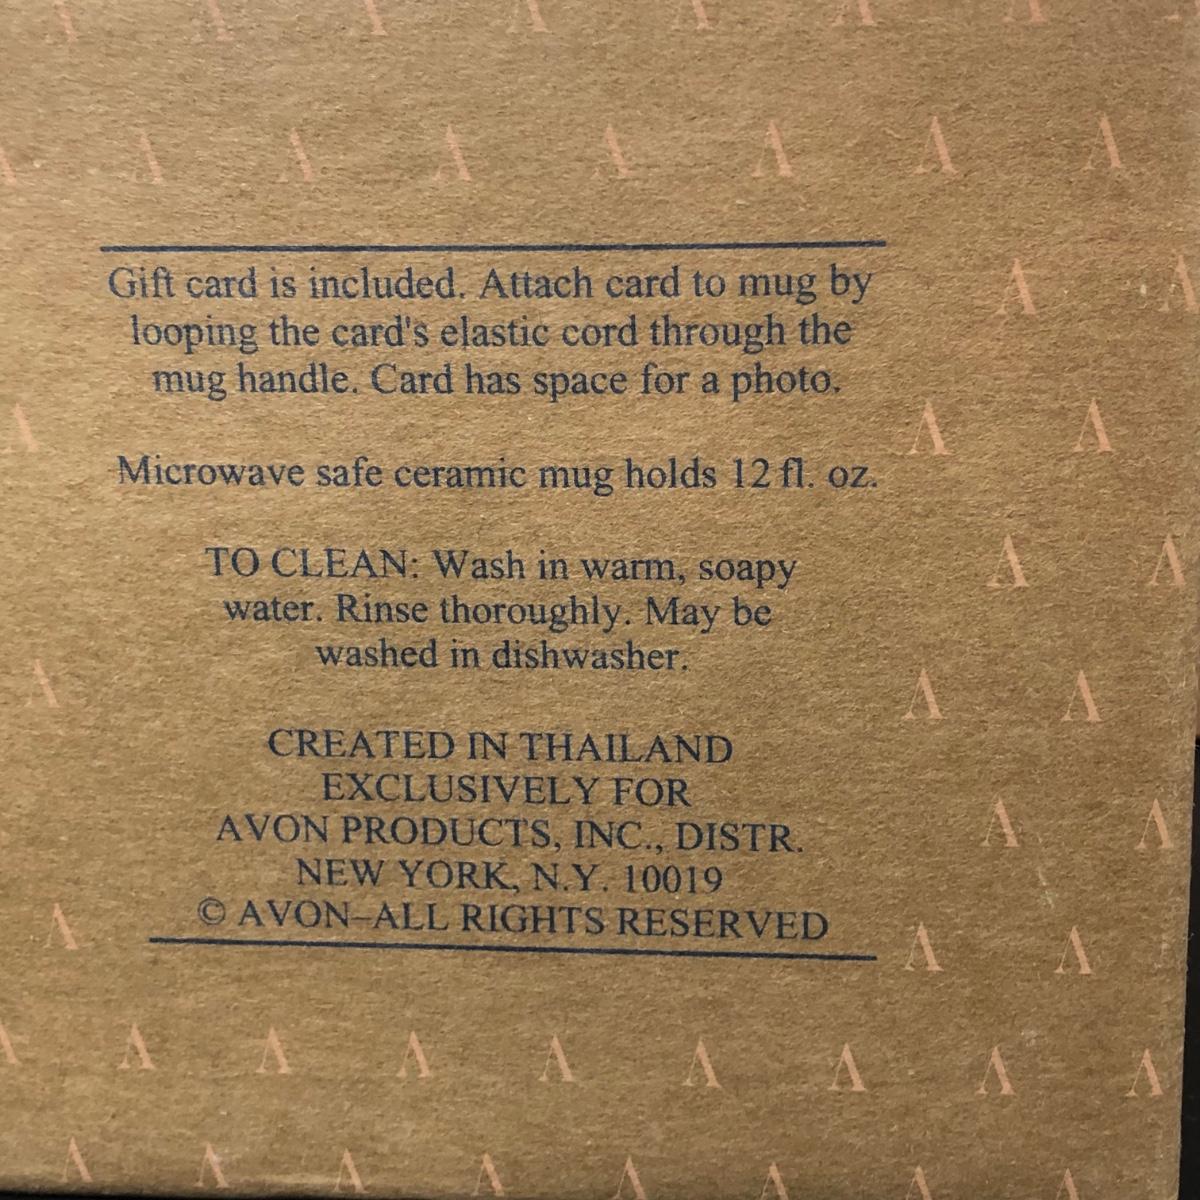 Gift card is included. Attach card to mug by
looping the card's elastic cord through the
mug handle. Card has space for a photo.
Microwave safe ceramic mug holds 12 fl. oz.
TO CLEAN: Wash in warm, soapy
water. Rinse thoroughly. May be
washed in dishwasher.
CREATED IN THAILAND
EXCLUSIVELY FOR
AVON PRODUCTS, INC., DISTR.
NEW YORK, N.Y. 10019
© AVON–ALL RIGHTS RESERVED